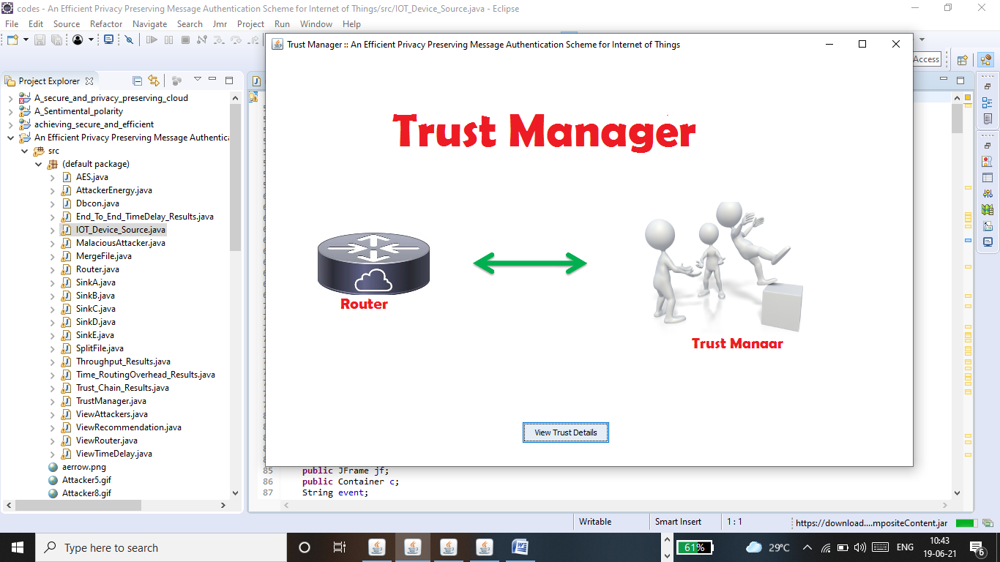 codes - An Efficient Privacy Preserving Message Authentication Scheme for Internet of Things/src/IOT_Device_Source.java - Eclipse
File Edit Source Refactor Navigate Search Jmr Project Run Window Help
Trust Manager :: An Efficient Privacy Preserving Message Authentication Scheme for Internet of Things
Access
Project Explorer
A_secure_and_privacy_preserving_cloud
A_Sentimental_polarity
achieving_secure_and_efficient
An Efficient Privacy Preserving Message Authentica
src
(default package)
AES.java
AttackerEnergy.java
Dbcon.java
End_To_End_TimeDelay_Results.java
IOT_Device_Source.java
MalaciousAttacker.java
MergeFile.java
Router.java
SinkA.java
SinkB.java
SinkC.java
SinkD.java
SinkE.java
SplitFile.java
Throughput_Results.java
Time_RoutingOverhead_Results.java
Trust_Chain_Results.java
TrustManager.java
ViewAttackers.java
ViewRecommendation.java
ViewRouter.java
ViewTimeDelay.java
aerrow.png
Attacker5.gif
Attacker8.gif
Trust Manager
Router
Trust Manaar
View Trust Details
85 public JFrame jf;
86 public Container c;
87 String event;
Writable Smart Insert 1 : 1 https://download....mpositeContent.jar
Type here to search
61% 29°C ENG 10:43
19-06-21
6